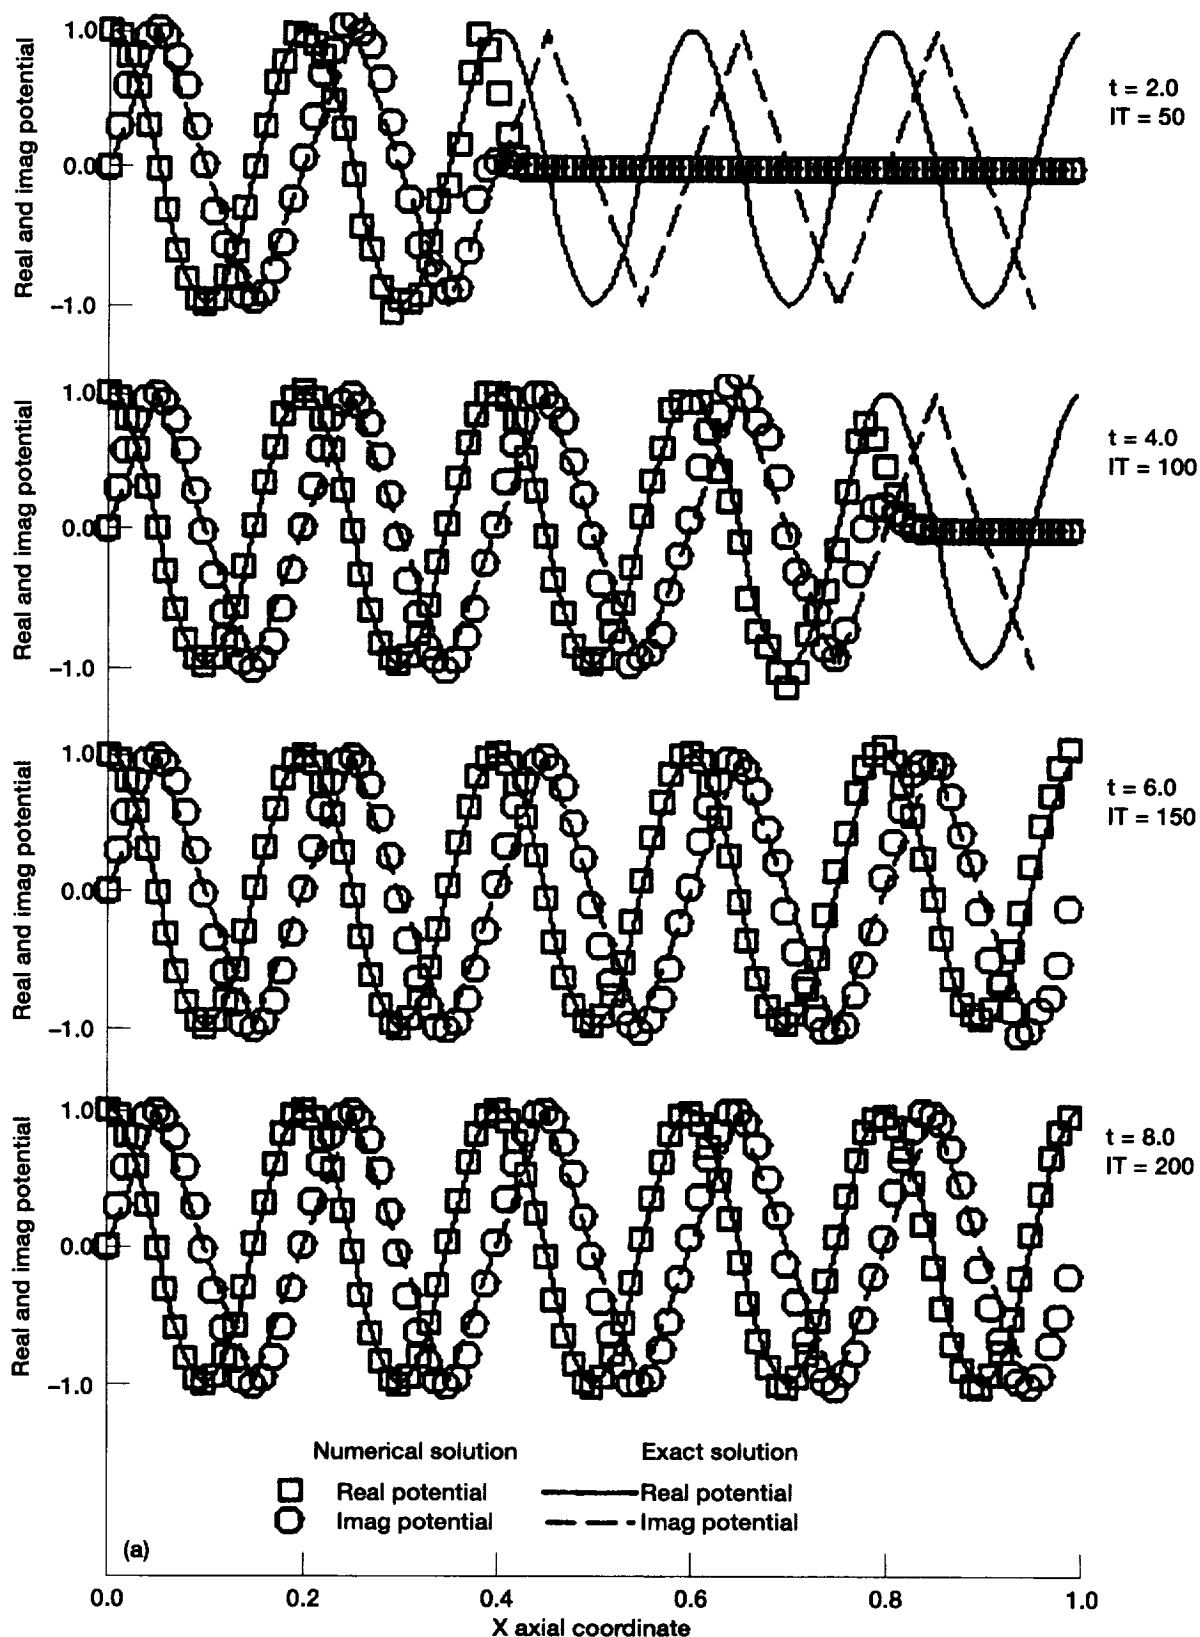 Real and imag potential
1.0
0.0
−1.0
t = 2.0
IT = 50
Real and imag potential
1.0
0.0
−1.0
t = 4.0
IT = 100
Real and imag potential
1.0
0.0
−1.0
t = 6.0
IT = 150
Real and imag potential
1.0
0.0
−1.0
t = 8.0
IT = 200
Numerical solution Exact solution
Real potential Real potential
Imag potential Imag potential
(a)
0.0 0.2 0.4 0.6 0.8 1.0
X axial coordinate